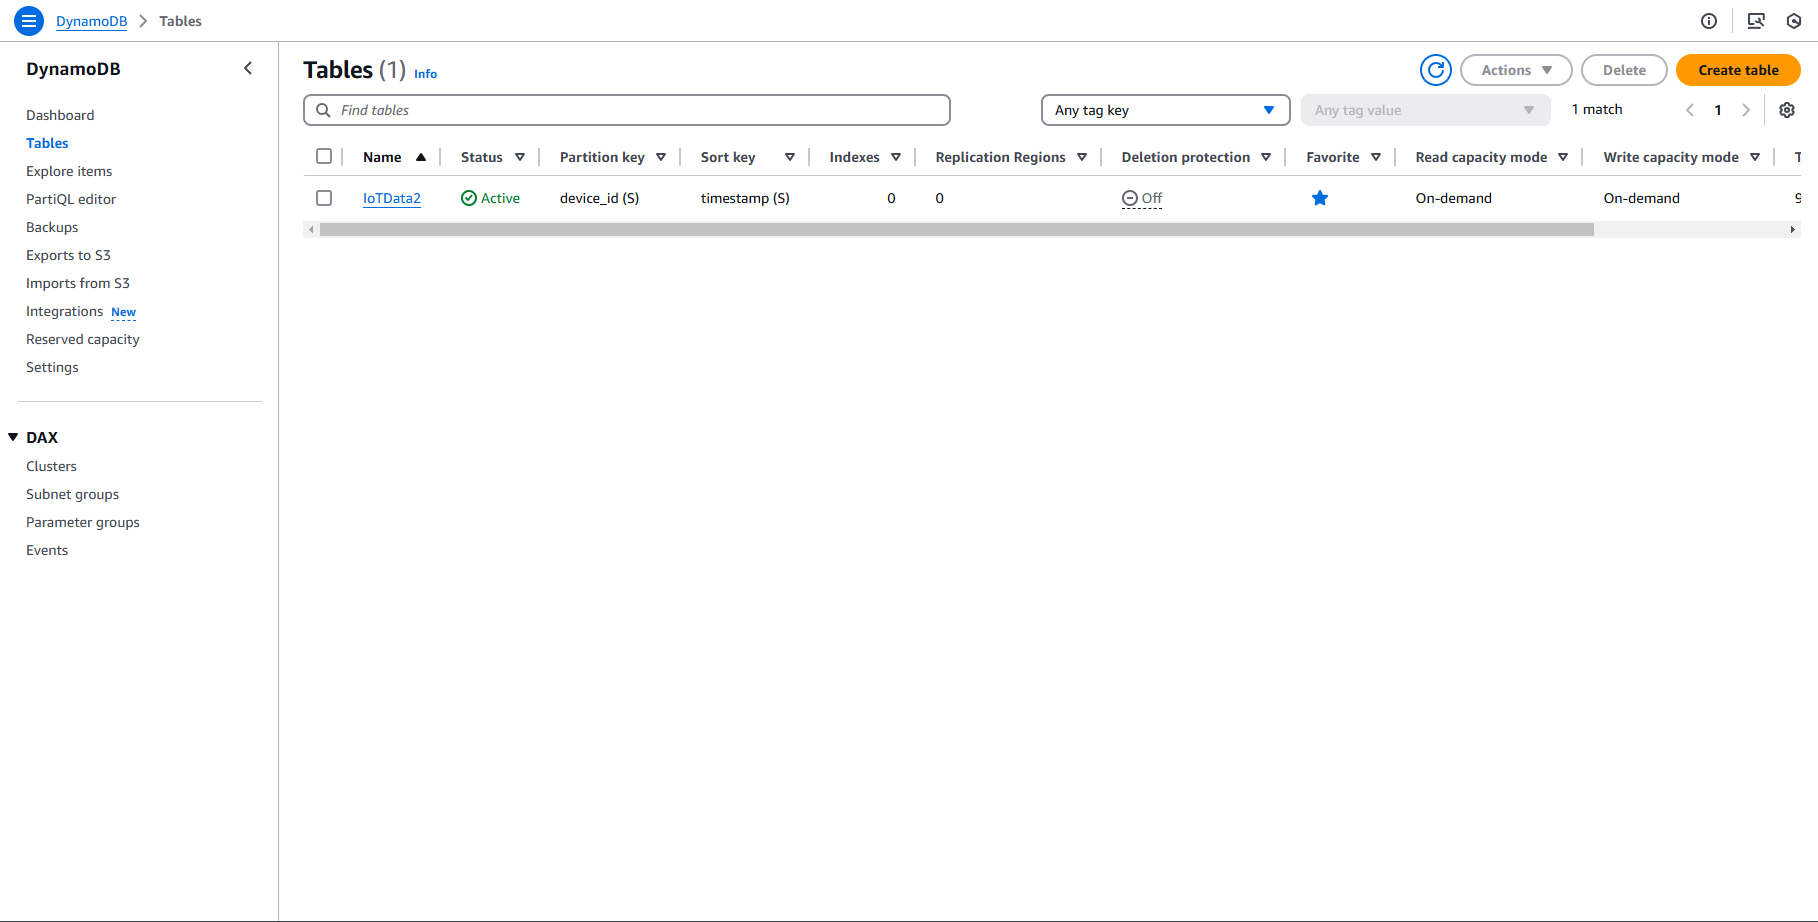 DynamoDB > Tables
DynamoDB
Dashboard
Tables
Explore items
PartiQL editor
Backups
Exports to S3
Imports from S3
Integrations New
Reserved capacity
Settings
DAX
Clusters
Subnet groups
Parameter groups
Events
Tables (1) Info
Actions
Delete
Create table
Find tables
Any tag key
Any tag value
1 match
1
Name Status Partition key Sort key Indexes Replication Regions Deletion protection Favorite Read capacity mode Write capacity mode T
IoTData2 Active device_id (S) timestamp (S) 0 0 Off On-demand On-demand 9